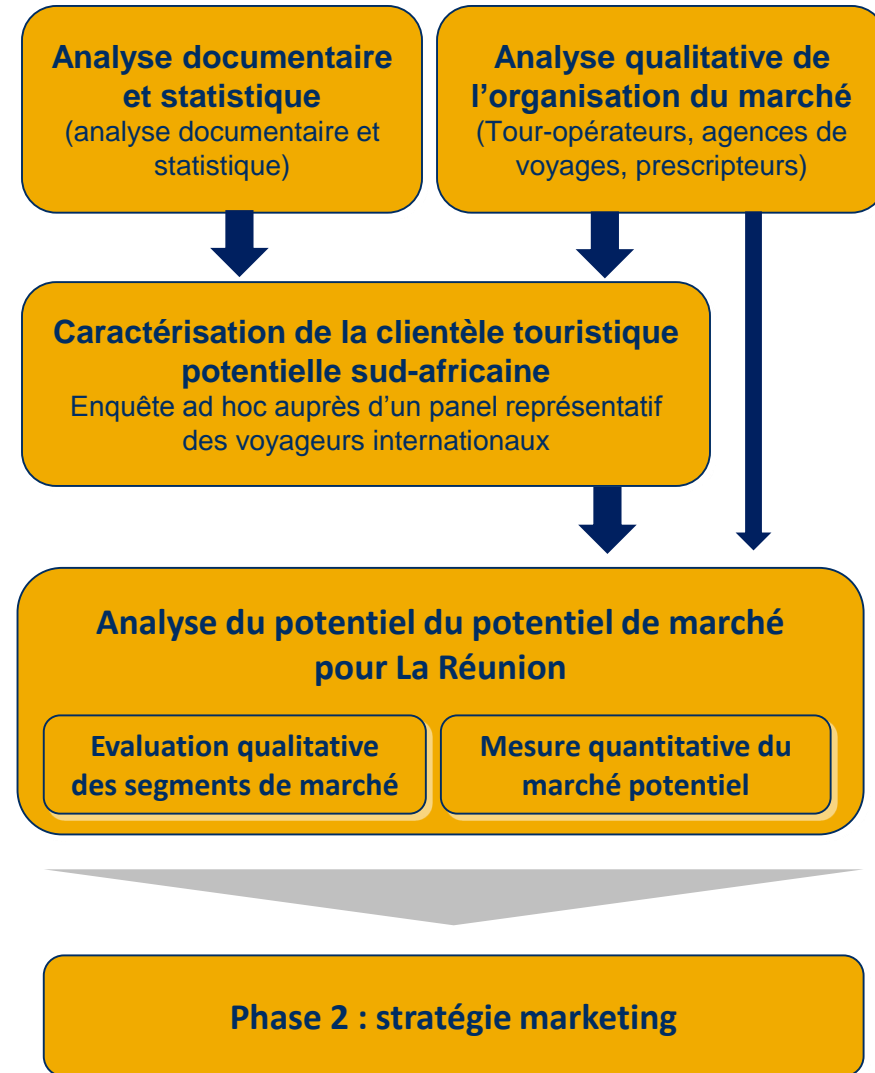 Analyse documentaire
et statistique
(analyse documentaire et
statistique)
Analyse qualitative de
l’organisation du marché
(Tour-opérateurs, agences de
voyages, prescripteurs)
Caractérisation de la clientèle touristique
potentielle sud-africaine
Enquête ad hoc auprès d’un panel représentatif
des voyageurs internationaux
Analyse du potentiel du potentiel de marché
pour La Réunion
Evaluation qualitative
des segments de marché
Mesure quantitative du
marché potentiel
Phase 2 : stratégie marketing